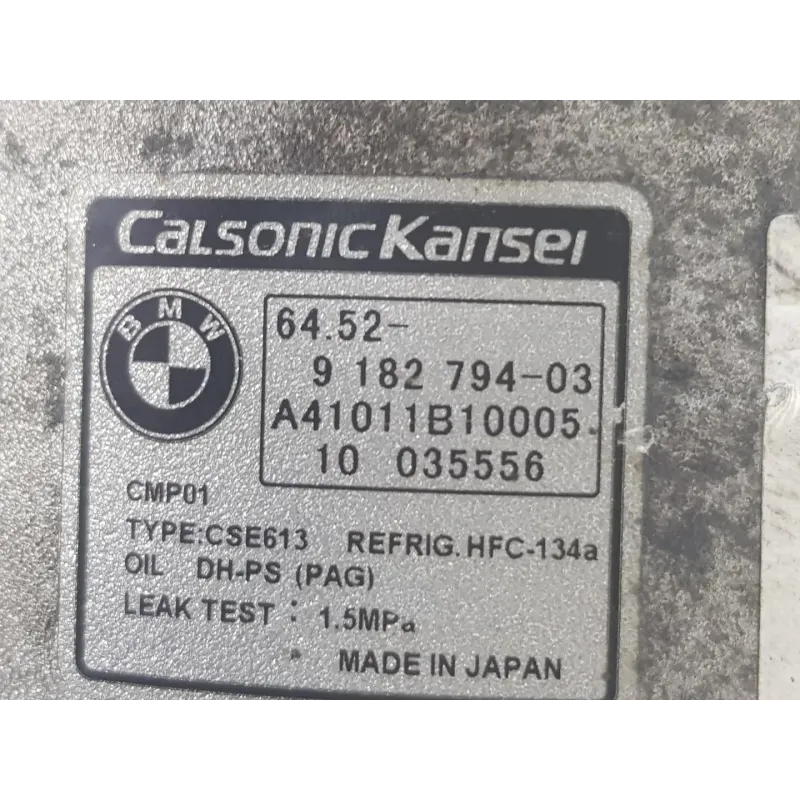 CalsonicKansei
BMW
64.52-
9 182 794-03
A41011B10005.
10 035556
CMP01
TYPE:CSE613 REFRIG.HFC-134a
OIL DH-PS (PAG)
LEAK TEST : 1.5MPa
MADE IN JAPAN